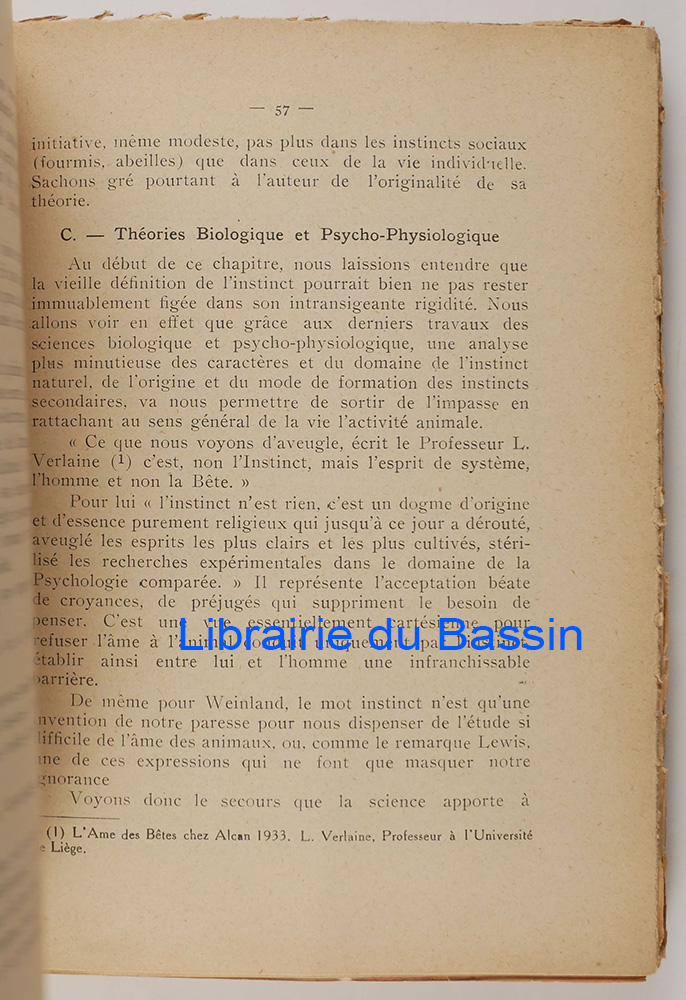 — 57 —
initiative, même modeste, pas plus dans les instincts sociaux
(fourmis, abeilles) que dans ceux de la vie individuelle.
Sachons gré pourtant à l'auteur de l'originalité de sa
théorie.
C. — Théories Biologique et Psycho-Physiologique
Au début de ce chapitre, nous laissions entendre que
la vieille définition de l'instinct pourrait bien ne pas rester
immuablement figée dans son intransigeante rigidité. Nous
allons voir en effet que grâce aux derniers travaux des
sciences biologique et psycho-physiologique, une analyse
plus minutieuse des caractères et du domaine de l'instinct
naturel, de l'origine et du mode de formation des instincts
secondaires, va nous permettre de sortir de l'impasse en
rattachant au sens général de la vie l'activité animale.
« Ce que nous voyons d'aveugle, écrit le Professeur L.
Verlaine (1) c'est, non l'Instinct, mais l'esprit de système,
l'homme et non la Bête. »
Pour lui « l'instinct n'est rien, c'est un dogme d'origine
et d'essence purement religieux qui jusqu'à ce jour a dérouté,
aveuglé les esprits les plus clairs et les plus cultivés, stéri-
lisé les recherches expérimentales dans le domaine de la
Psychologie comparée. » Il représente l'acceptation béate
de croyances, de préjugés qui suppriment le besoin de
penser. C'est une vue essentiellement cartésienne pour
refuser l'âme à l'animal conduit uniquement par l'instinct,
établir ainsi entre lui et l'homme une infranchissable
barrière.
Librairie du Bassin
De même pour Weinland, le mot instinct n'est qu'une
invention de notre paresse pour nous dispenser de l'étude si
difficile de l'âme des animaux, ou, comme le remarque Lewis,
une de ces expressions qui ne font que masquer notre
ignorance
Voyons donc le secours que la science apporte à
(1) L'Ame des Bêtes chez Alcan 1933. L. Verlaine, Professeur à l'Université
de Liège.